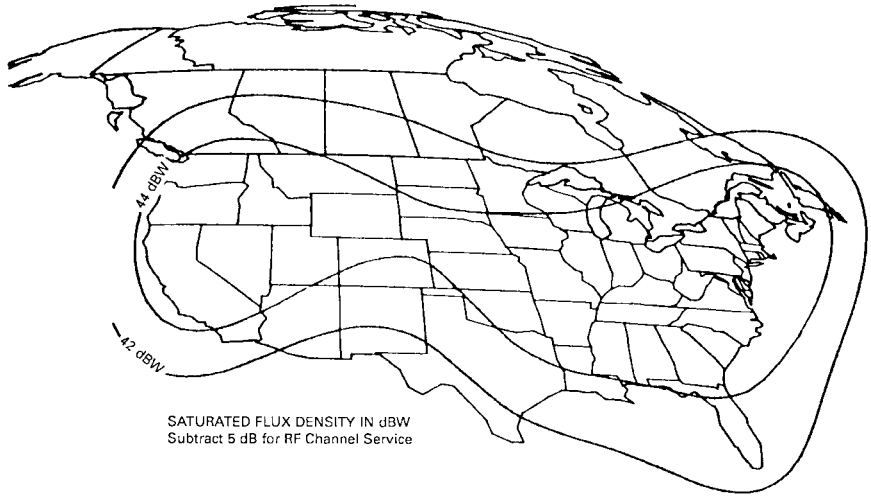 44 dBW
42 dBW
SATURATED FLUX DENSITY IN dBW
Subtract 5 dB for RF Channel Service